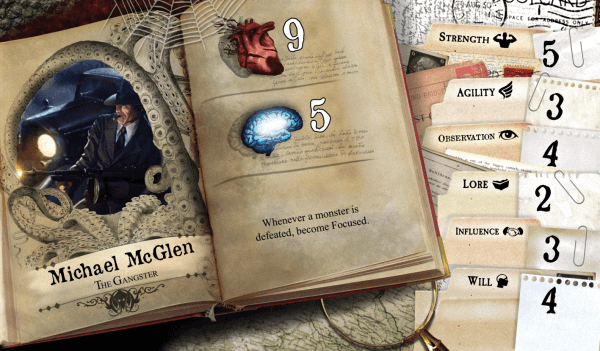 Michael McGlen
The Gangster
9
5
Whenever a monster is
defeated, become Focused.
Strength 5
Agility 3
Observation 4
Lore 2
Influence 3
Will 4